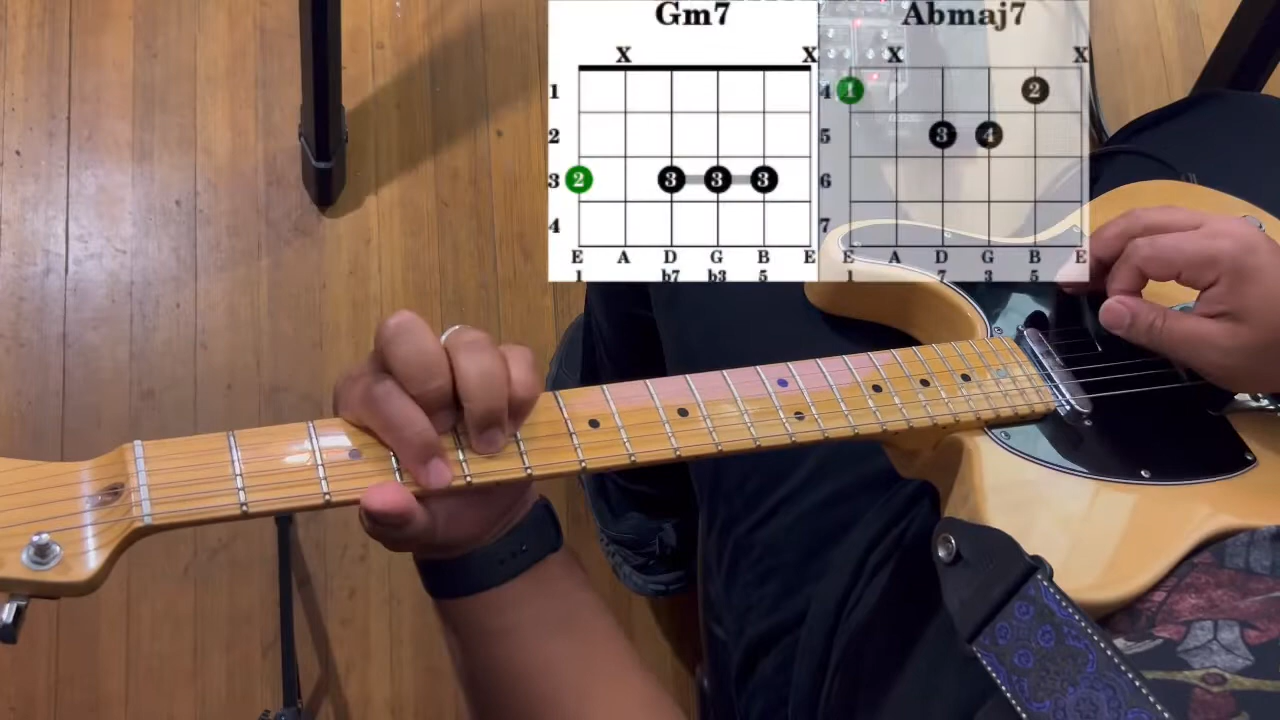 Gm7
X X
1
2
3 2 3 3 3
4
E A D G B E
1 b7 b3 5
Abmaj7
X X
4 1 2
5 3 4
6
7
E A D G B E
1 7 3 5